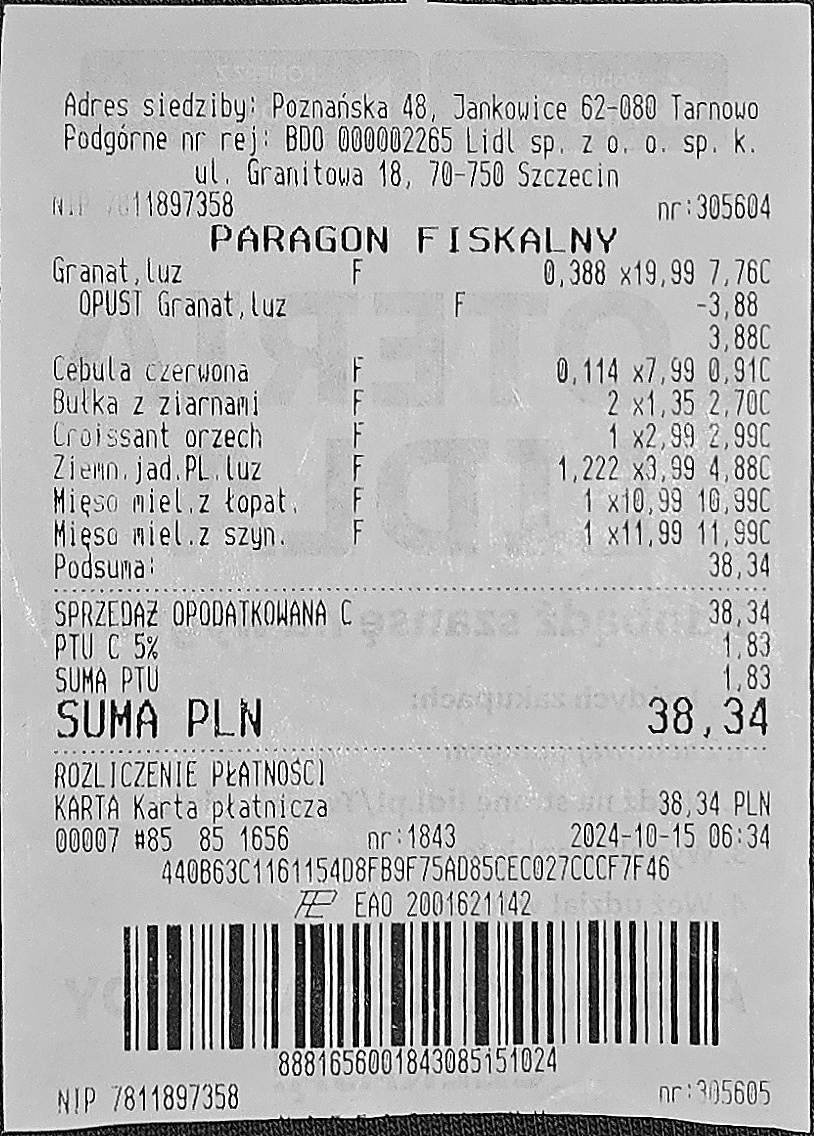 Adres siedziby: Poznańska 48, Jankowice 62-080 Tarnowo
Podgórne nr rej: BDO 000002265 Lidl sp. z o. o. sp. k.
ul. Granitowa 18, 70-750 Szczecin
NIP 7811897358 nr:305604
PARAGON FISKALNY
Granat,luz F 0,388 x19,99 7,76C
OPUST Granat,luz F -3,88
3,88C
Cebula czerwona F 0,114 x7,99 0,91C
Bułka z ziarnami F 2 x1,35 2,70C
Croissant orzech F 1 x2,99 2,99C
Ziemn.jad.PL.luz F 1,222 x3,99 4,88C
Mięso miel.z łopat. F 1 x10,99 10,99C
Mięso miel.z szyn. F 1 x11,99 11,99C
Podsuma: 38,34
SPRZEDAŻ OPODATKOWANA C 38,34
PTU C 5% 1,83
SUMA PTU 1,83
SUMA PLN 38,34
ROZLICZENIE PŁATNOŚCI
KARTA Karta płatnicza 38,34 PLN
00007 #85 85 1656 nr:1843 2024-10-15 06:34
440B63C1161154D8FB9F75AD85CEC027CCCF7F46
EAO 2001621142
88816560018430851​51024
NIP 7811897358 nr:305605